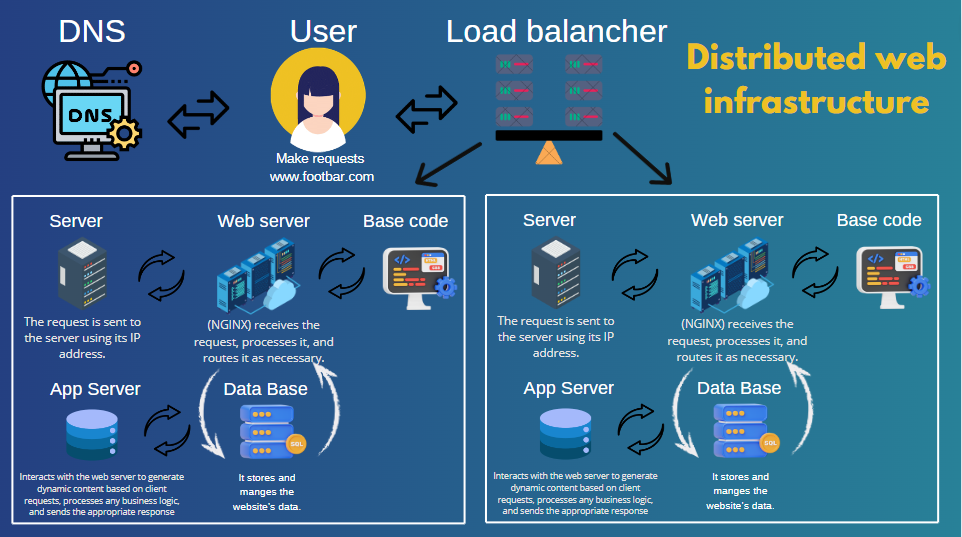 DNS
User
Load balancher
Distributed web
infrastructure
DNS
Make requests
www.footbar.com
Server
Web server
Base code
The request is sent to
the server using its IP
address.
(NGINX) receives the
request, processes it, and
routes it as necessary.
App Server
Data Base
SQL
Interacts with the web server to generate
dynamic content based on client
requests, processes any business logic,
and sends the appropriate response
It stores and
manges the
website's data.
Server
Web server
Base code
The request is sent to
the server using its IP
address.
(NGINX) receives the
request, processes it, and
routes it as necessary.
App Server
Data Base
SQL
Interacts with the web server to generate
dynamic content based on client
requests, processes any business logic,
and sends the appropriate response
It stores and
manges the
website's data.